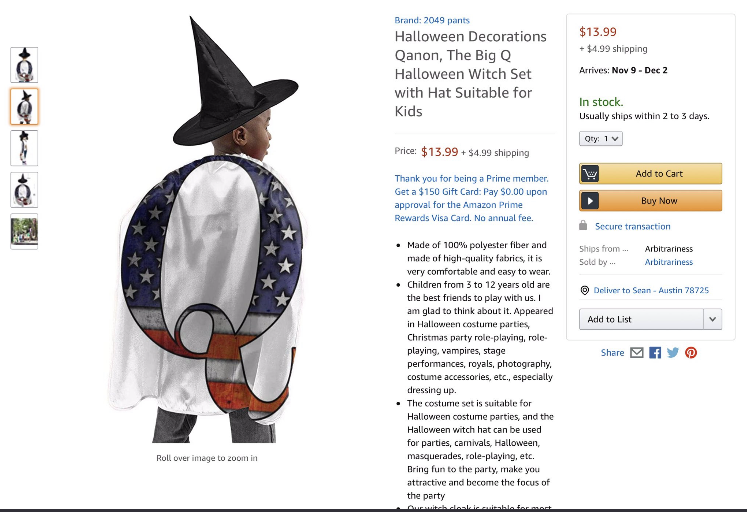 Brand: 2049 pants
Halloween Decorations
Qanon, The Big Q
Halloween Witch Set
with Hat Suitable for
Kids
Price: $13.99 + $4.99 shipping
Thank you for being a Prime member.
Get a $150 Gift Card: Pay $0.00 upon
approval for the Amazon Prime
Rewards Visa Card. No annual fee.
• Made of 100% polyester fiber and
made of high-quality fabrics, it is
very comfortable and easy to wear.
• Children from 3 to 12 years old are
the best friends to play with us. I
am glad to think about it. Appeared
in Halloween costume parties,
Christmas party role-playing, role-
playing, vampires, stage
performances, royals, photography,
costume accessories, etc., especially
dressing up.
• The costume set is suitable for
Halloween costume parties, and the
Halloween witch hat can be used
for parties, carnivals, Halloween,
masquerades, role-playing, etc.
Bring fun to the party, make you
attractive and become the focus of
the party
• Our witch cloak is suitable for most
Q
Roll over image to zoom in
$13.99
+ $4.99 shipping
Arrives: Nov 9 - Dec 2
In stock.
Usually ships within 2 to 3 days.
Qty: 1
Add to Cart
Buy Now
Secure transaction
Ships from ... Arbitrariness
Sold by ... Arbitrariness
Deliver to Sean - Austin 78725
Add to List
Share